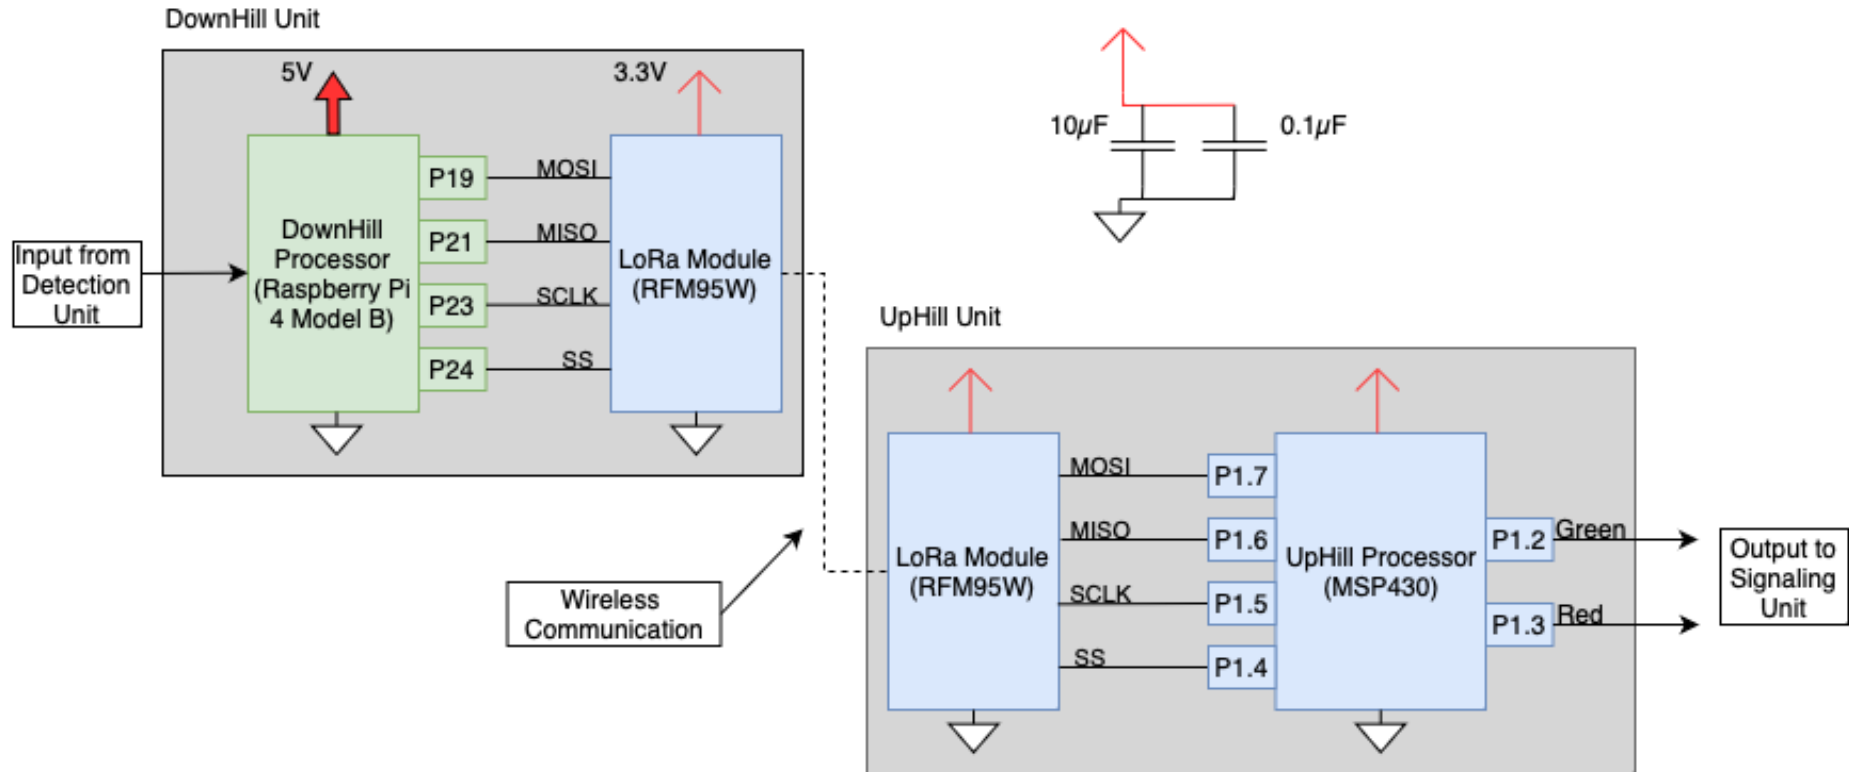 DownHill Unit
5V
3.3V
10µF
0.1µF
P19
MOSI
P21
MISO
P23
SCLK
P24
SS
DownHill
Processor
(Raspberry Pi
4 Model B)
LoRa Module
(RFM95W)
Input from
Detection
Unit
UpHill Unit
Wireless
Communication
LoRa Module
(RFM95W)
MOSI
P1.7
MISO
P1.6
SCLK
P1.5
SS
P1.4
UpHill Processor
(MSP430)
P1.2
Green
P1.3
Red
Output to
Signaling
Unit